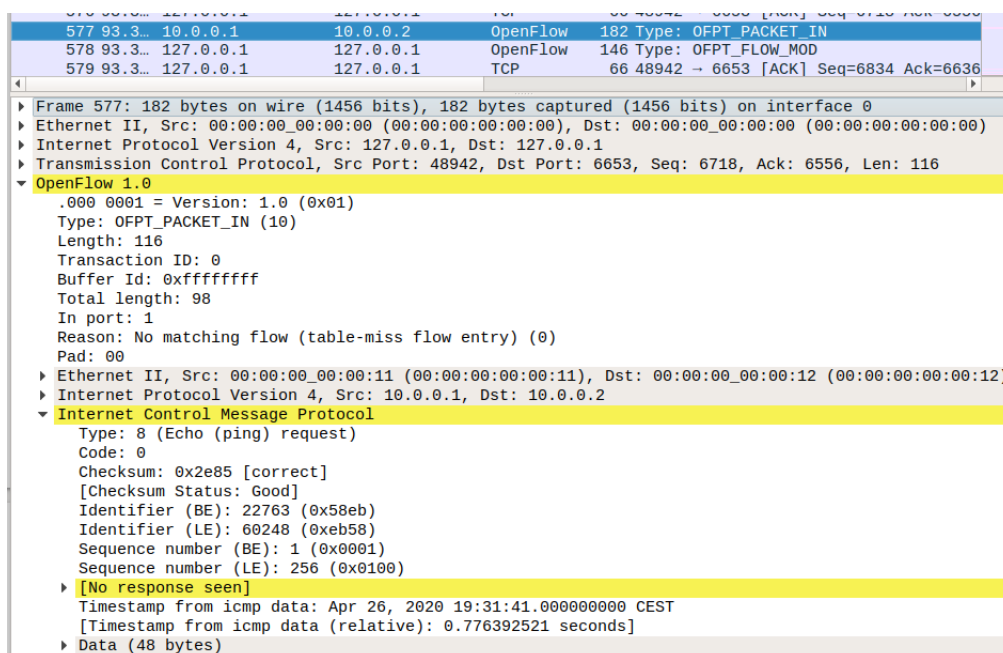 577 93.3… 10.0.0.1 10.0.0.2 OpenFlow 182 Type: OFPT_PACKET_IN
578 93.3… 127.0.0.1 127.0.0.1 OpenFlow 146 Type: OFPT_FLOW_MOD
579 93.3… 127.0.0.1 127.0.0.1 TCP 66 48942 → 6653 [ACK] Seq=6834 Ack=6636
Frame 577: 182 bytes on wire (1456 bits), 182 bytes captured (1456 bits) on interface 0
Ethernet II, Src: 00:00:00_00:00:00 (00:00:00:00:00:00), Dst: 00:00:00_00:00:00 (00:00:00:00:00:00)
Internet Protocol Version 4, Src: 127.0.0.1, Dst: 127.0.0.1
Transmission Control Protocol, Src Port: 48942, Dst Port: 6653, Seq: 6718, Ack: 6556, Len: 116
OpenFlow 1.0
.000 0001 = Version: 1.0 (0x01)
Type: OFPT_PACKET_IN (10)
Length: 116
Transaction ID: 0
Buffer Id: 0xffffffff
Total length: 98
In port: 1
Reason: No matching flow (table-miss flow entry) (0)
Pad: 00
Ethernet II, Src: 00:00:00_00:00:11 (00:00:00:00:00:11), Dst: 00:00:00_00:00:12 (00:00:00:00:00:12)
Internet Protocol Version 4, Src: 10.0.0.1, Dst: 10.0.0.2
Internet Control Message Protocol
Type: 8 (Echo (ping) request)
Code: 0
Checksum: 0x2e85 [correct]
[Checksum Status: Good]
Identifier (BE): 22763 (0x58eb)
Identifier (LE): 60248 (0xeb58)
Sequence number (BE): 1 (0x0001)
Sequence number (LE): 256 (0x0100)
[No response seen]
Timestamp from icmp data: Apr 26, 2020 19:31:41.000000000 CEST
[Timestamp from icmp data (relative): 0.776392521 seconds]
Data (48 bytes)